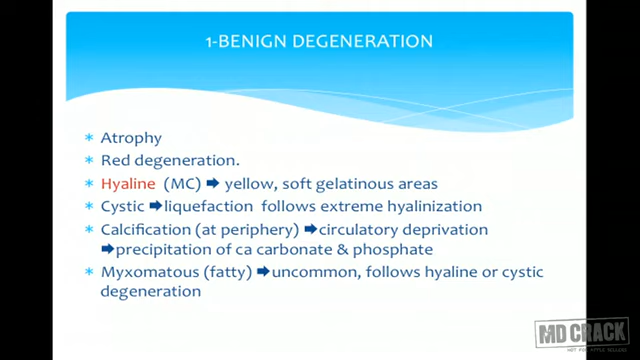 1-BENIGN DEGENERATION
* Atrophy
* Red degeneration.
* Hyaline (MC) ➡ yellow, soft gelatinous areas
* Cystic ➡liquefaction follows extreme hyalinization
* Calcification (at periphery) ➡circulatory deprivation
➡precipitation of ca carbonate & phosphate
* Myxomatous (fatty) ➡uncommon, follows hyaline or cystic
degeneration
MD CRACK